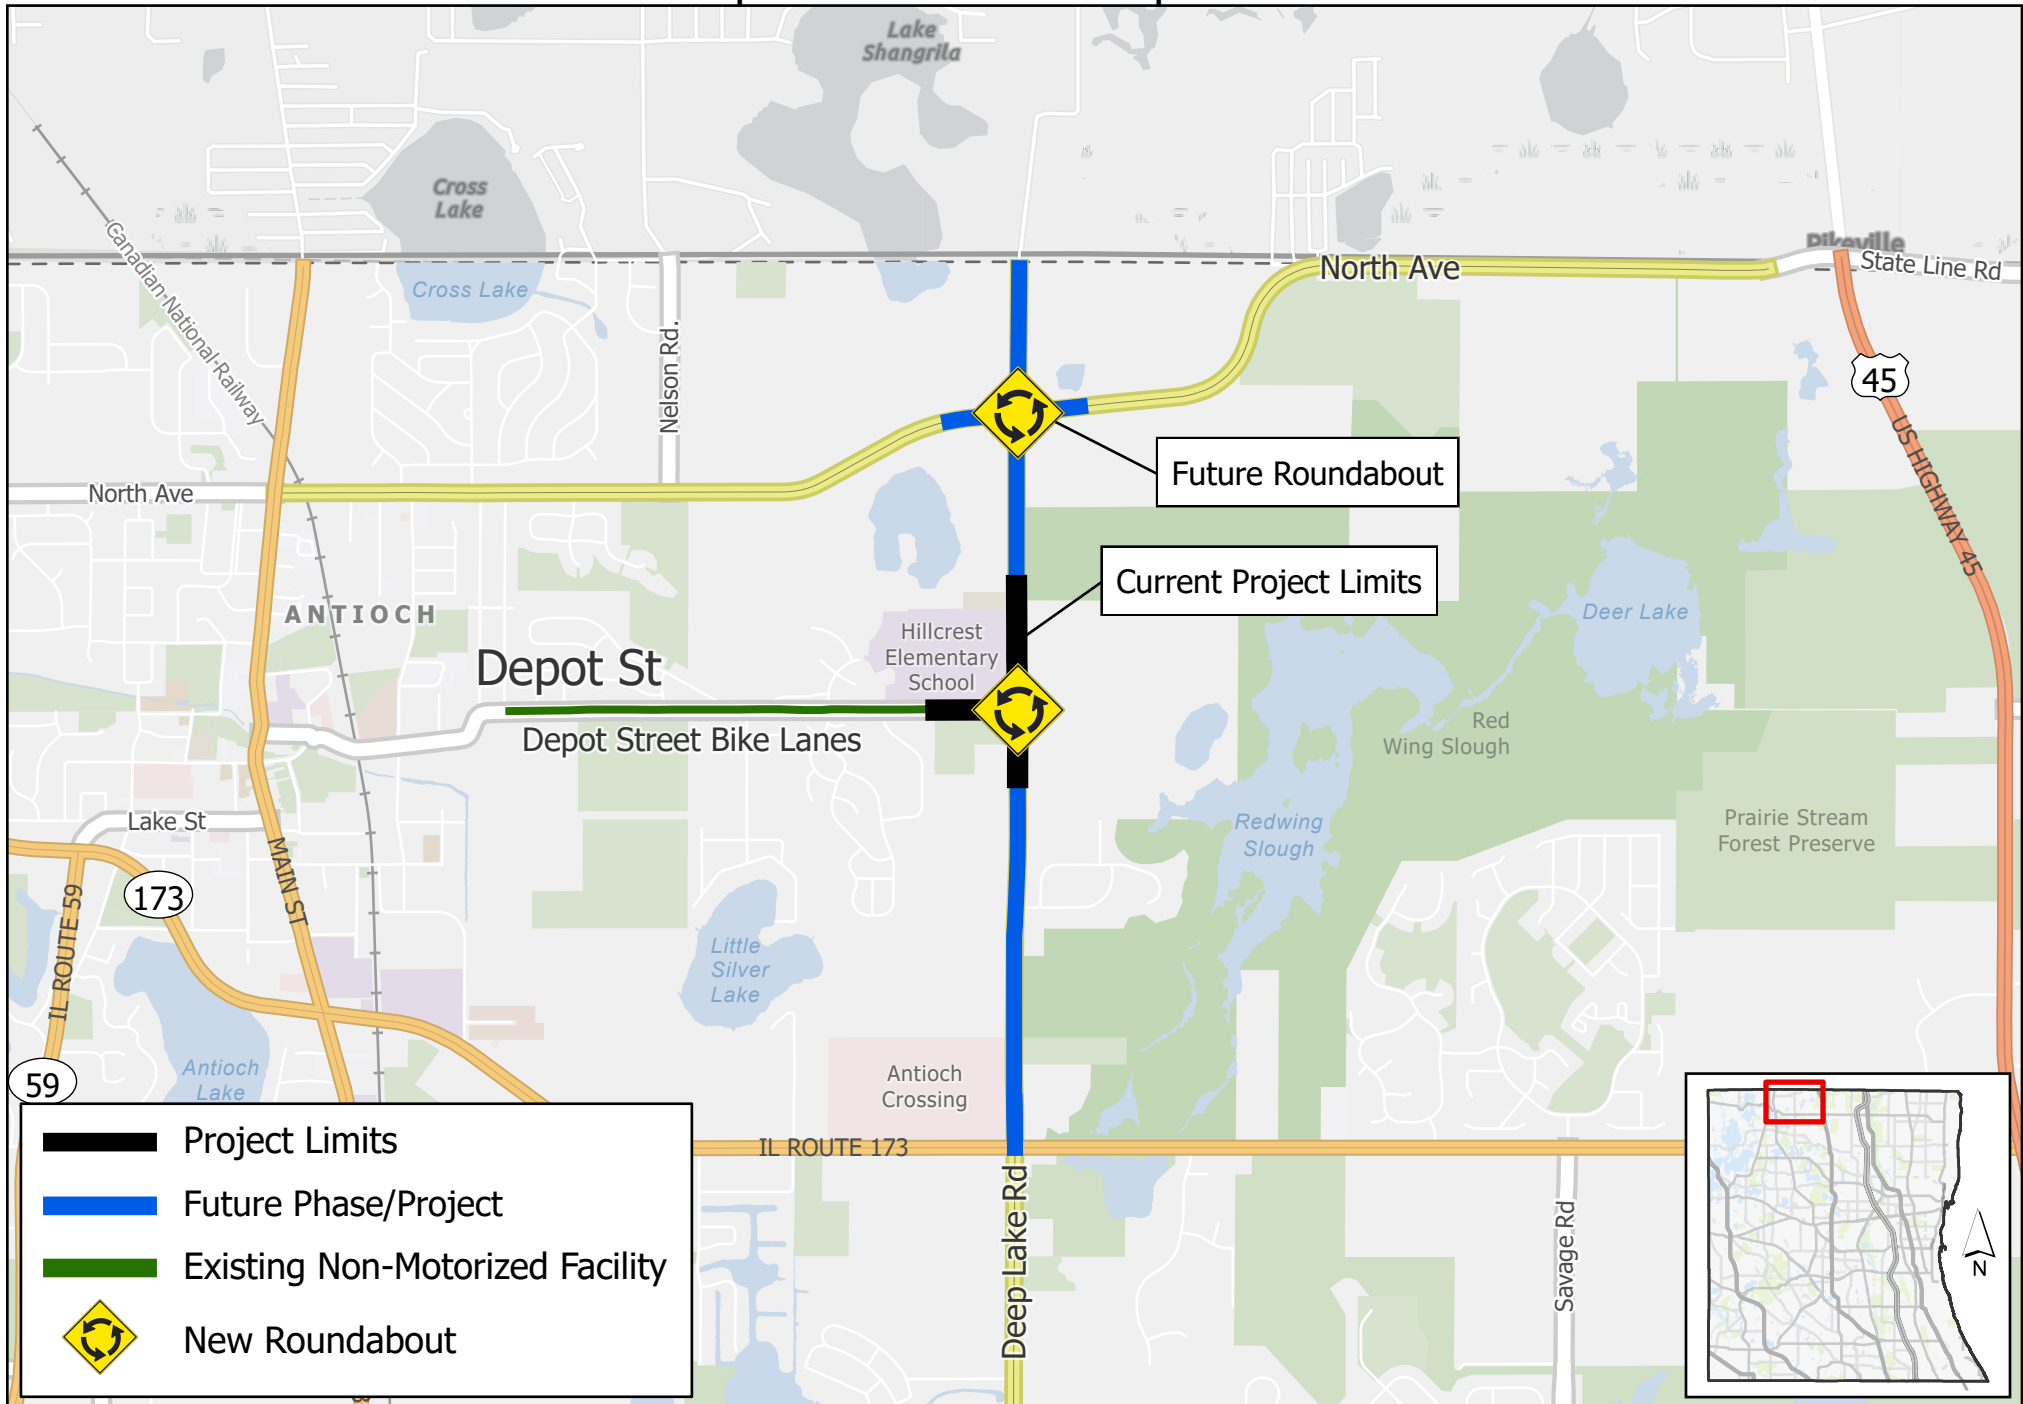 Lake
Shangrila
Cross
Lake
Canadian National Railway
Pikeville
State Line Rd
North Ave
Cross Lake
Nelson Rd.
45
US HIGHWAY 45
Future Roundabout
North Ave
Current Project Limits
ANTIOCH
Deer Lake
Hillcrest
Elementary
School
Depot St
Depot Street Bike Lanes
Red
Wing Slough
Lake St
Redwing
Slough
Prairie Stream
Forest Preserve
MAIN ST
173
IL ROUTE 59
Little
Silver
Lake
Antioch
Lake
59
Antioch
Crossing
IL ROUTE 173
Deep Lake Rd
Savage Rd
Project Limits
Future Phase/Project
Existing Non-Motorized Facility
New Roundabout
N